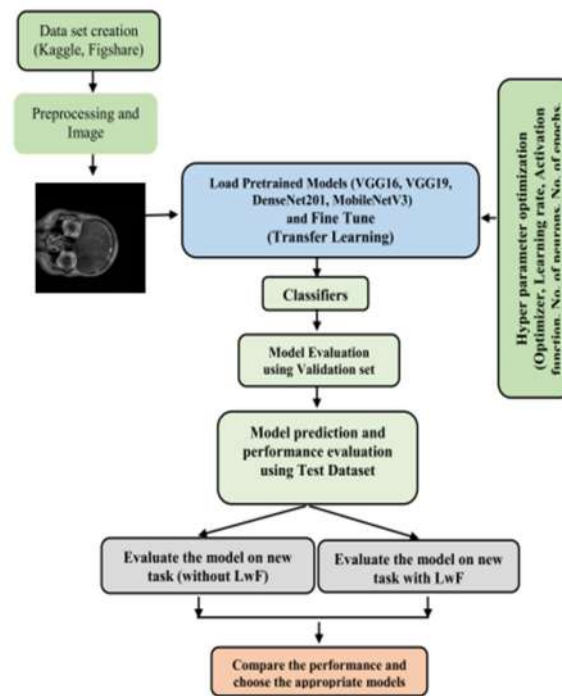 Data set creation
(Kaggle, Figshare)
Preprocessing and
Image
Load Pretrained Models (VGG16, VGG19,
DenseNet201, MobileNetV3)
and Fine Tune
(Transfer Learning)
Hyper parameter optimization
(Optimizer, Learning rate, Activation
function, No. of neurons, No. of epochs,
Classifiers
Model Evaluation
using Validation set
Model prediction and
performance evaluation
using Test Dataset
Evaluate the model on new
task (without LwF)
Evaluate the model on new
task with LwF
Compare the performance and
choose the appropriate models